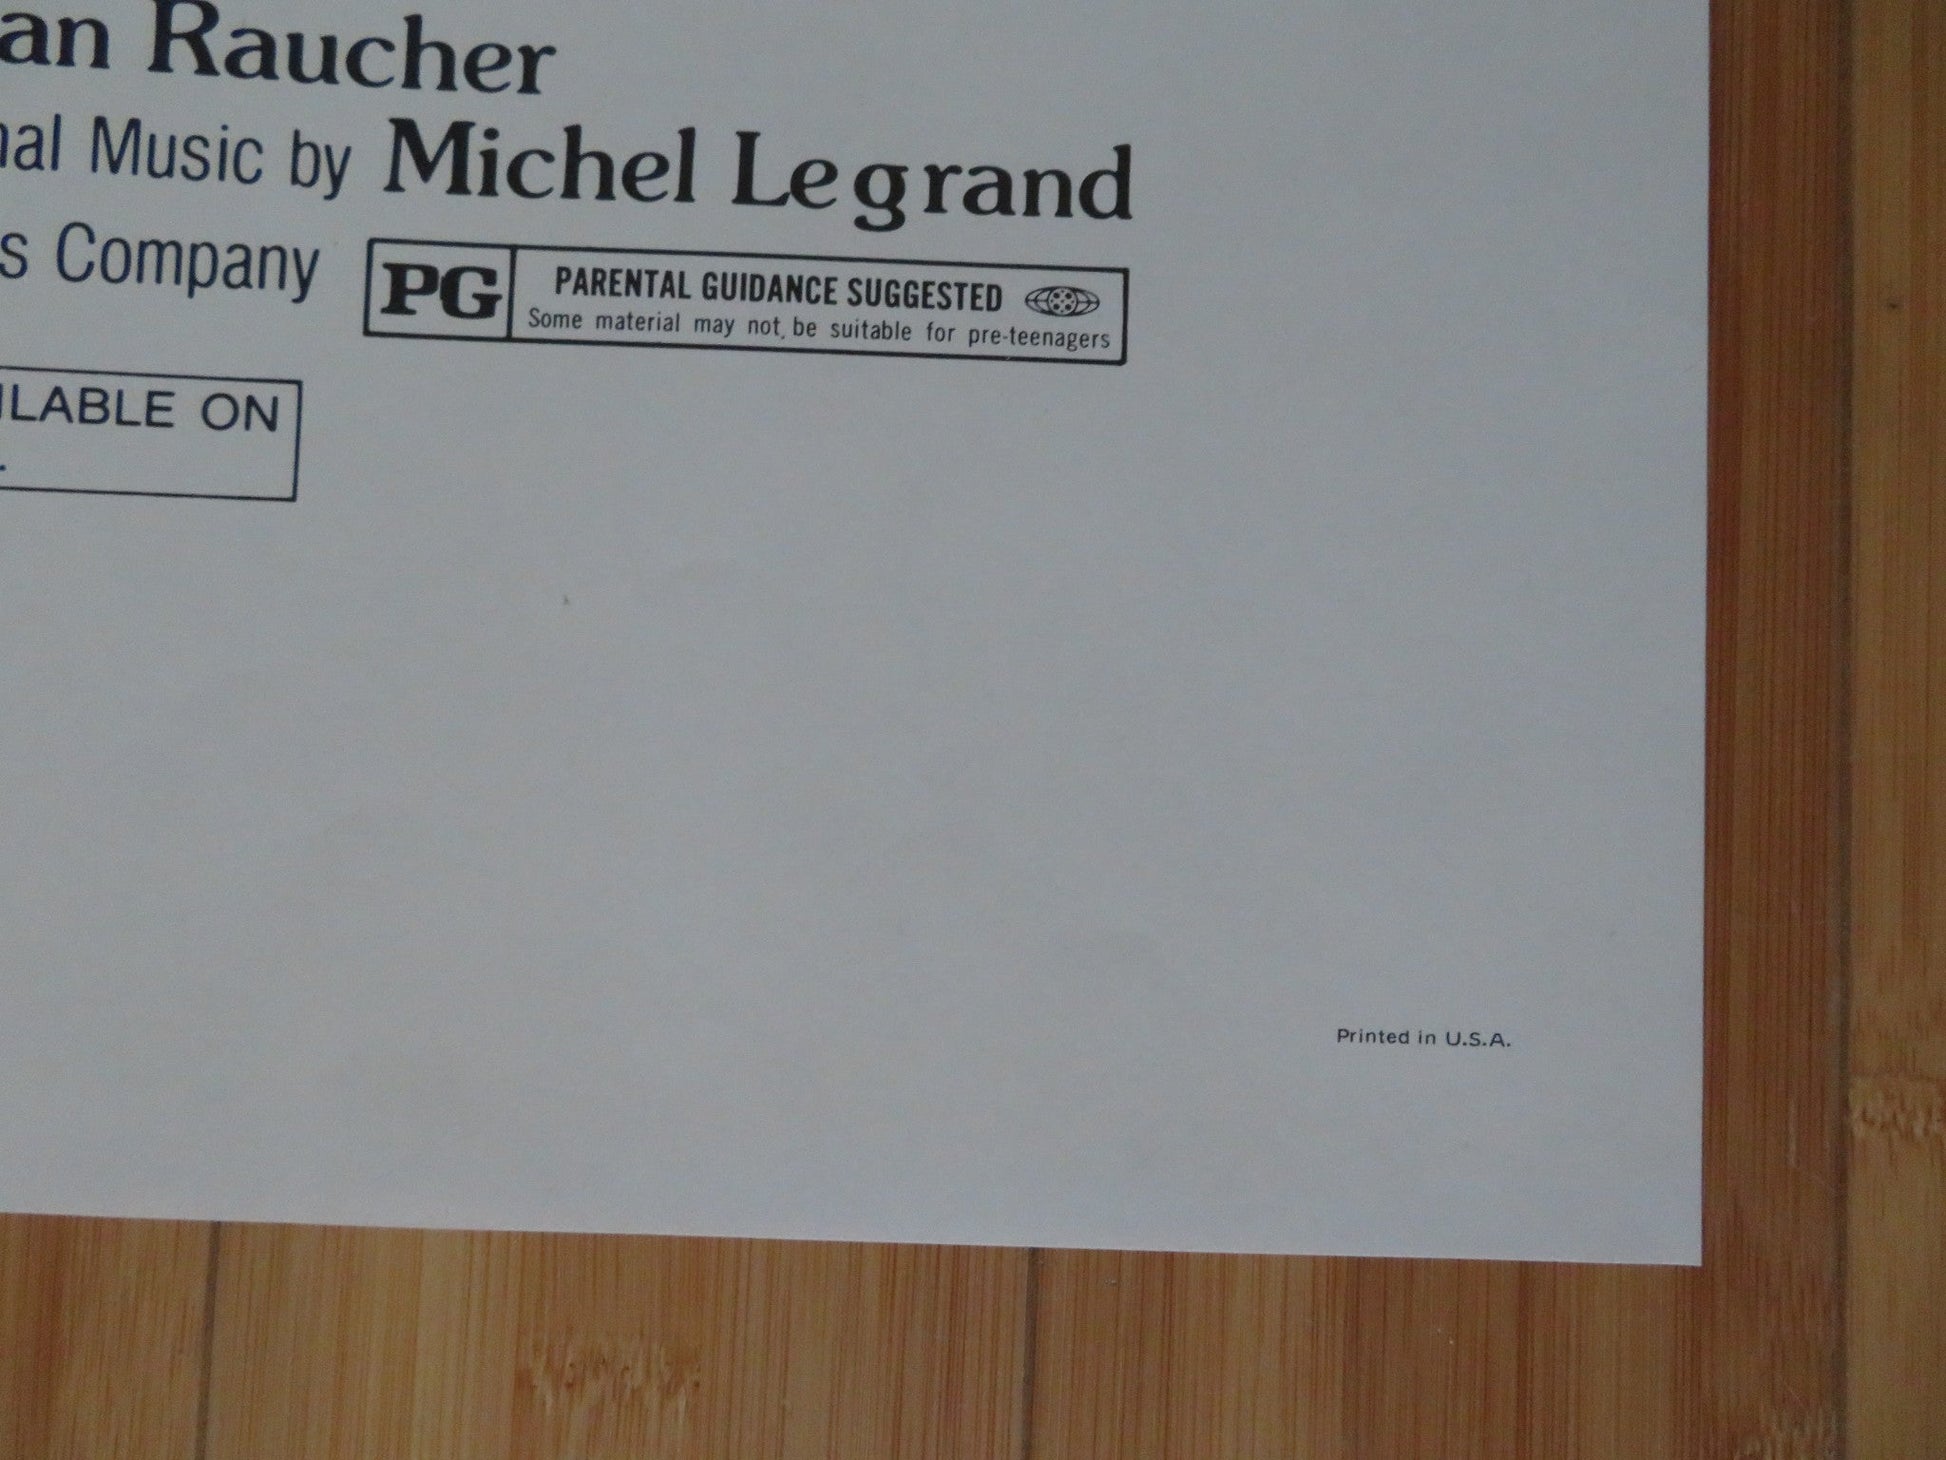 an Raucher
nal Music by Michel Legrand
s Company
PG PARENTAL GUIDANCE SUGGESTED
Some material may not be suitable for pre-teenagers
ILABLE ON
Printed in U.S.A.